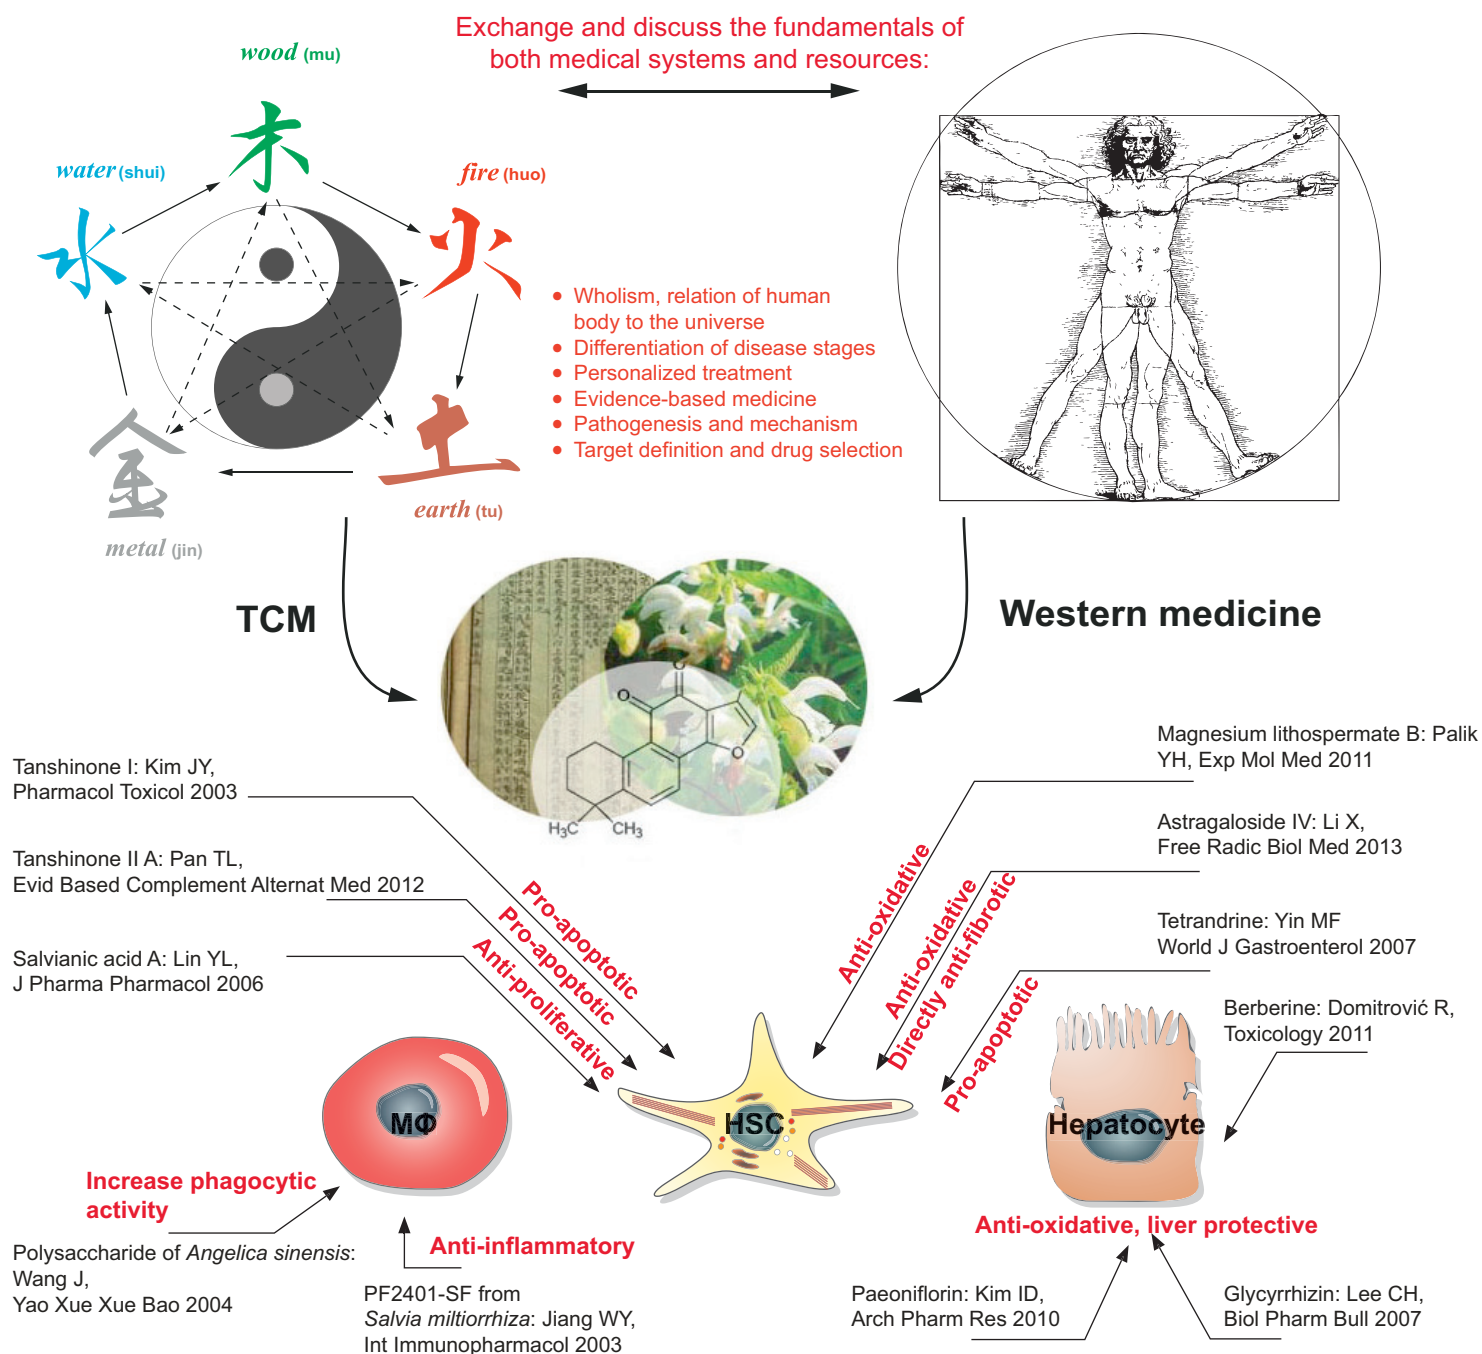 Exchange and discuss the fundamentals of
both medical systems and resources:
wood (mu)
木
water (shui)
水
fire (huo)
火
金
metal (jin)
土
earth (tu)
• Wholism, relation of human
body to the universe
• Differentiation of disease stages
• Personalized treatment
• Evidence-based medicine
• Pathogenesis and mechanism
• Target definition and drug selection
TCM
Western medicine
O
O
O
H₃C
CH₃
Tanshinone I: Kim JY,
Pharmacol Toxicol 2003
Tanshinone II A: Pan TL,
Evid Based Complement Alternat Med 2012
Salvianic acid A: Lin YL,
J Pharma Pharmacol 2006
Pro-apoptotic
Pro-apoptotic
Anti-proliferative
Magnesium lithospermate B: Palik
YH, Exp Mol Med 2011
Astragaloside IV: Li X,
Free Radic Biol Med 2013
Tetrandrine: Yin MF
World J Gastroenterol 2007
Berberine: Domitrović R,
Toxicology 2011
Anti-oxidative
Anti-oxidative
Directly anti-fibrotic
Pro-apoptotic
MΦ
HSC
Hepatocyte
Increase phagocytic
activity
Polysaccharide of Angelica sinensis:
Wang J,
Yao Xue Xue Bao 2004
Anti-inflammatory
PF2401-SF from
Salvia miltiorrhiza: Jiang WY,
Int Immunopharmacol 2003
Anti-oxidative, liver protective
Paeoniflorin: Kim ID,
Arch Pharm Res 2010
Glycyrrhizin: Lee CH,
Biol Pharm Bull 2007